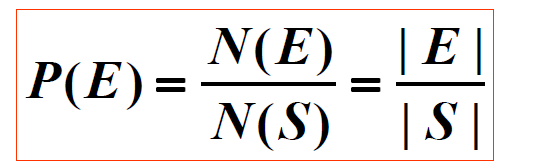 P(E) = N(E) / N(S) = |E| / |S|